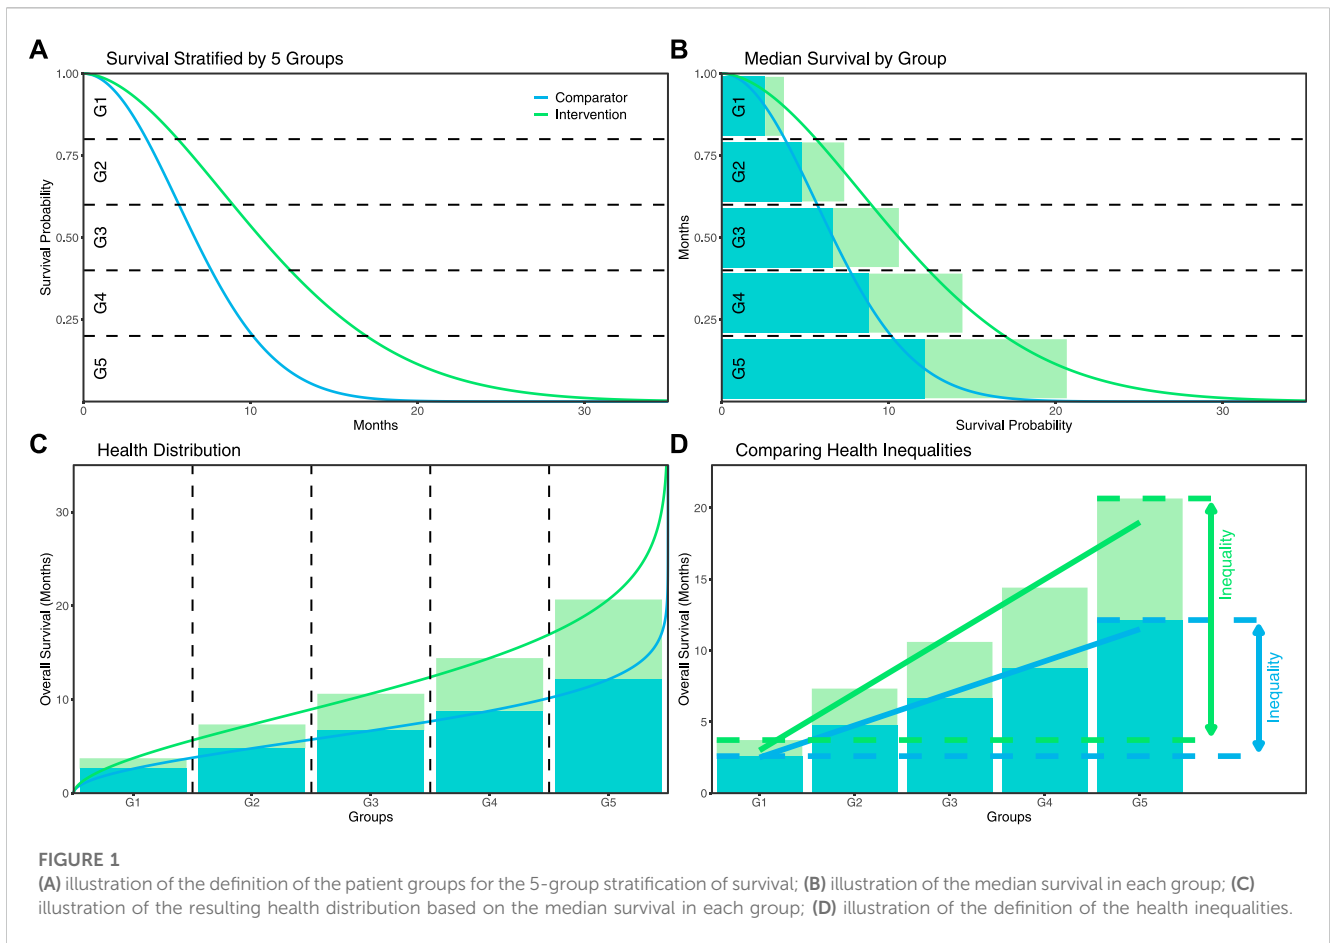 A
Survival Stratified by 5 Groups
1.00
0.75
0.50
0.25
Survival Probability
G1
G2
G3
G4
G5
Comparator
Intervention
0
10
20
30
Months
B
Median Survival by Group
1.00
0.75
0.50
0.25
Months
G1
G2
G3
G4
G5
0
10
20
30
Survival Probability
C
Health Distribution
30
20
10
0
Overall Survival (Months)
G1
G2
G3
G4
G5
Groups
D
Comparing Health Inequalities
20
15
10
5
0
Overall Survival (Months)
Inequality
Inequality
G1
G2
G3
G4
G5
Groups
FIGURE 1
(A) illustration of the definition of the patient groups for the 5-group stratification of survival; (B) illustration of the median survival in each group; (C)
illustration of the resulting health distribution based on the median survival in each group; (D) illustration of the definition of the health inequalities.